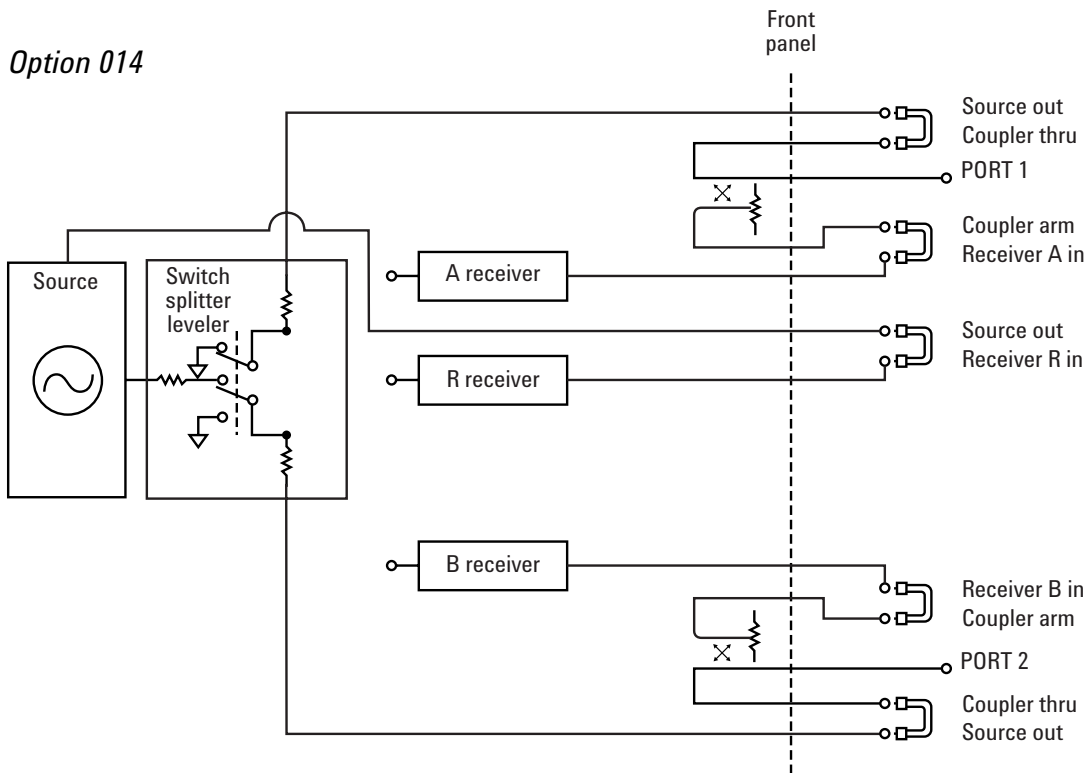 Option 014
Front
panel
Source out
Coupler thru
PORT 1
Coupler arm
Receiver A in
Source
Switch
splitter
leveler
A receiver
Source out
Receiver R in
R receiver
B receiver
Receiver B in
Coupler arm
PORT 2
Coupler thru
Source out